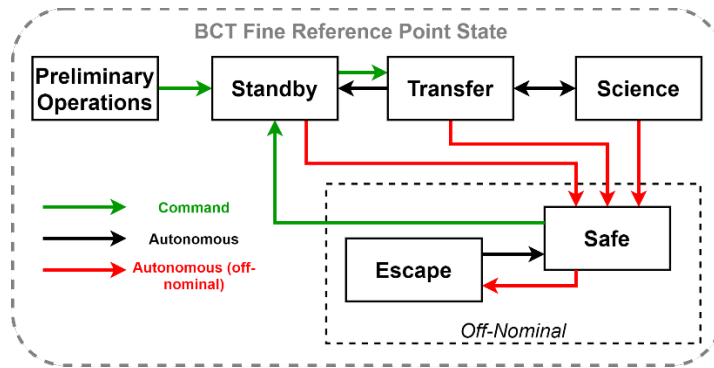 BCT Fine Reference Point State
Preliminary
Operations
Standby
Transfer
Science
Command
Autonomous
Autonomous (off-
nominal)
Safe
Escape
Off-Nominal